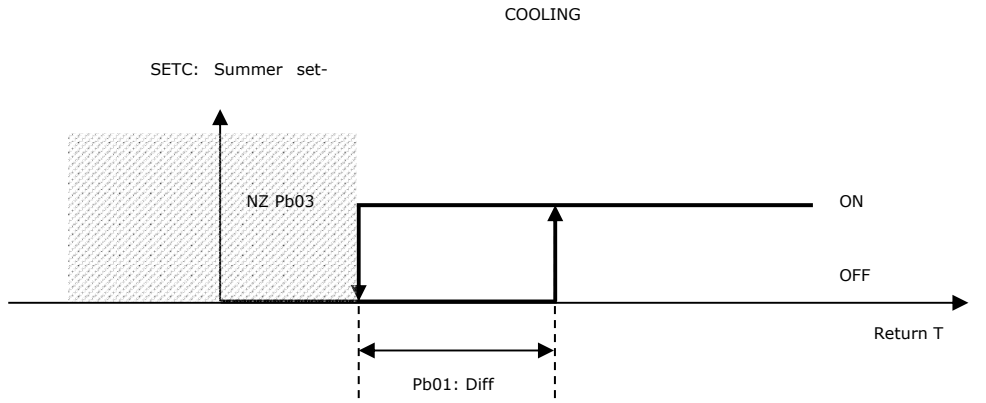 COOLING
SETC: Summer set-
NZ Pb03
ON
OFF
Return T
Pb01: Diff